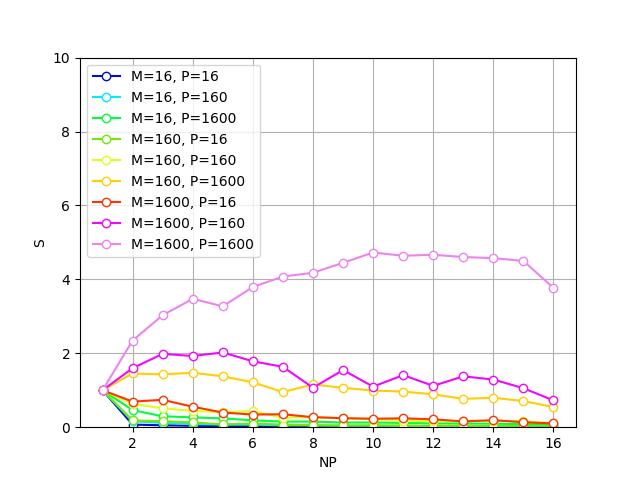 10
8
6
4
2
0
S
M=16, P=16
M=16, P=160
M=16, P=1600
M=160, P=16
M=160, P=160
M=160, P=1600
M=1600, P=16
M=1600, P=160
M=1600, P=1600
2 4 6 8 10 12 14 16
NP